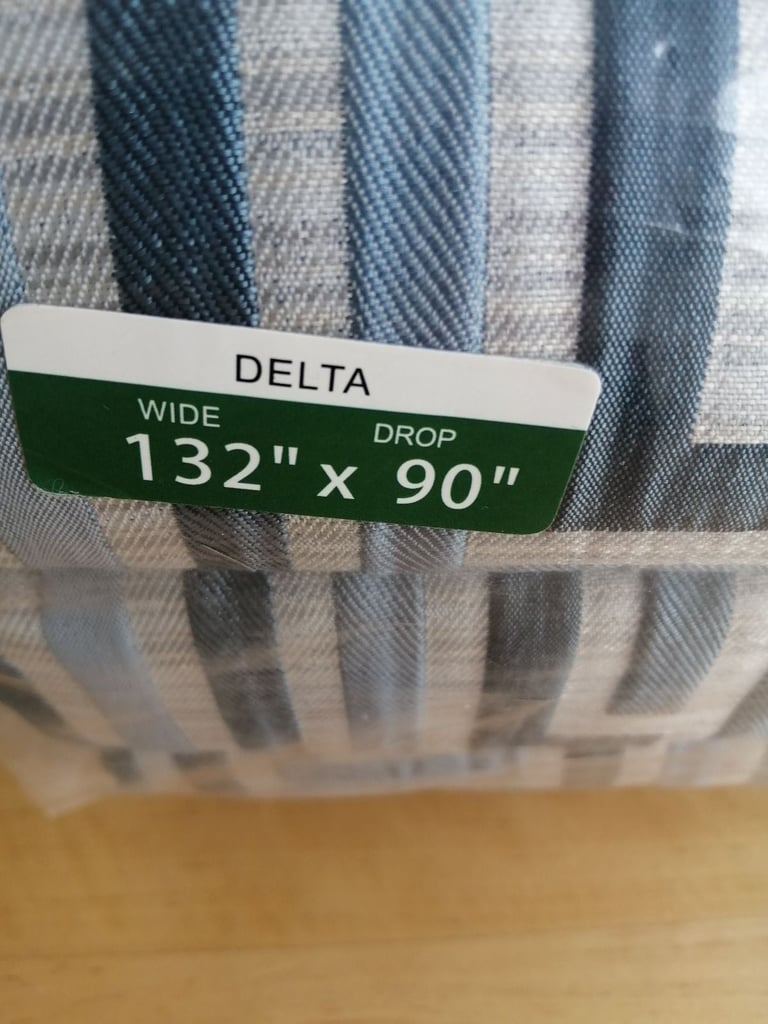 DELTA
WIDE DROP
132" x 90"